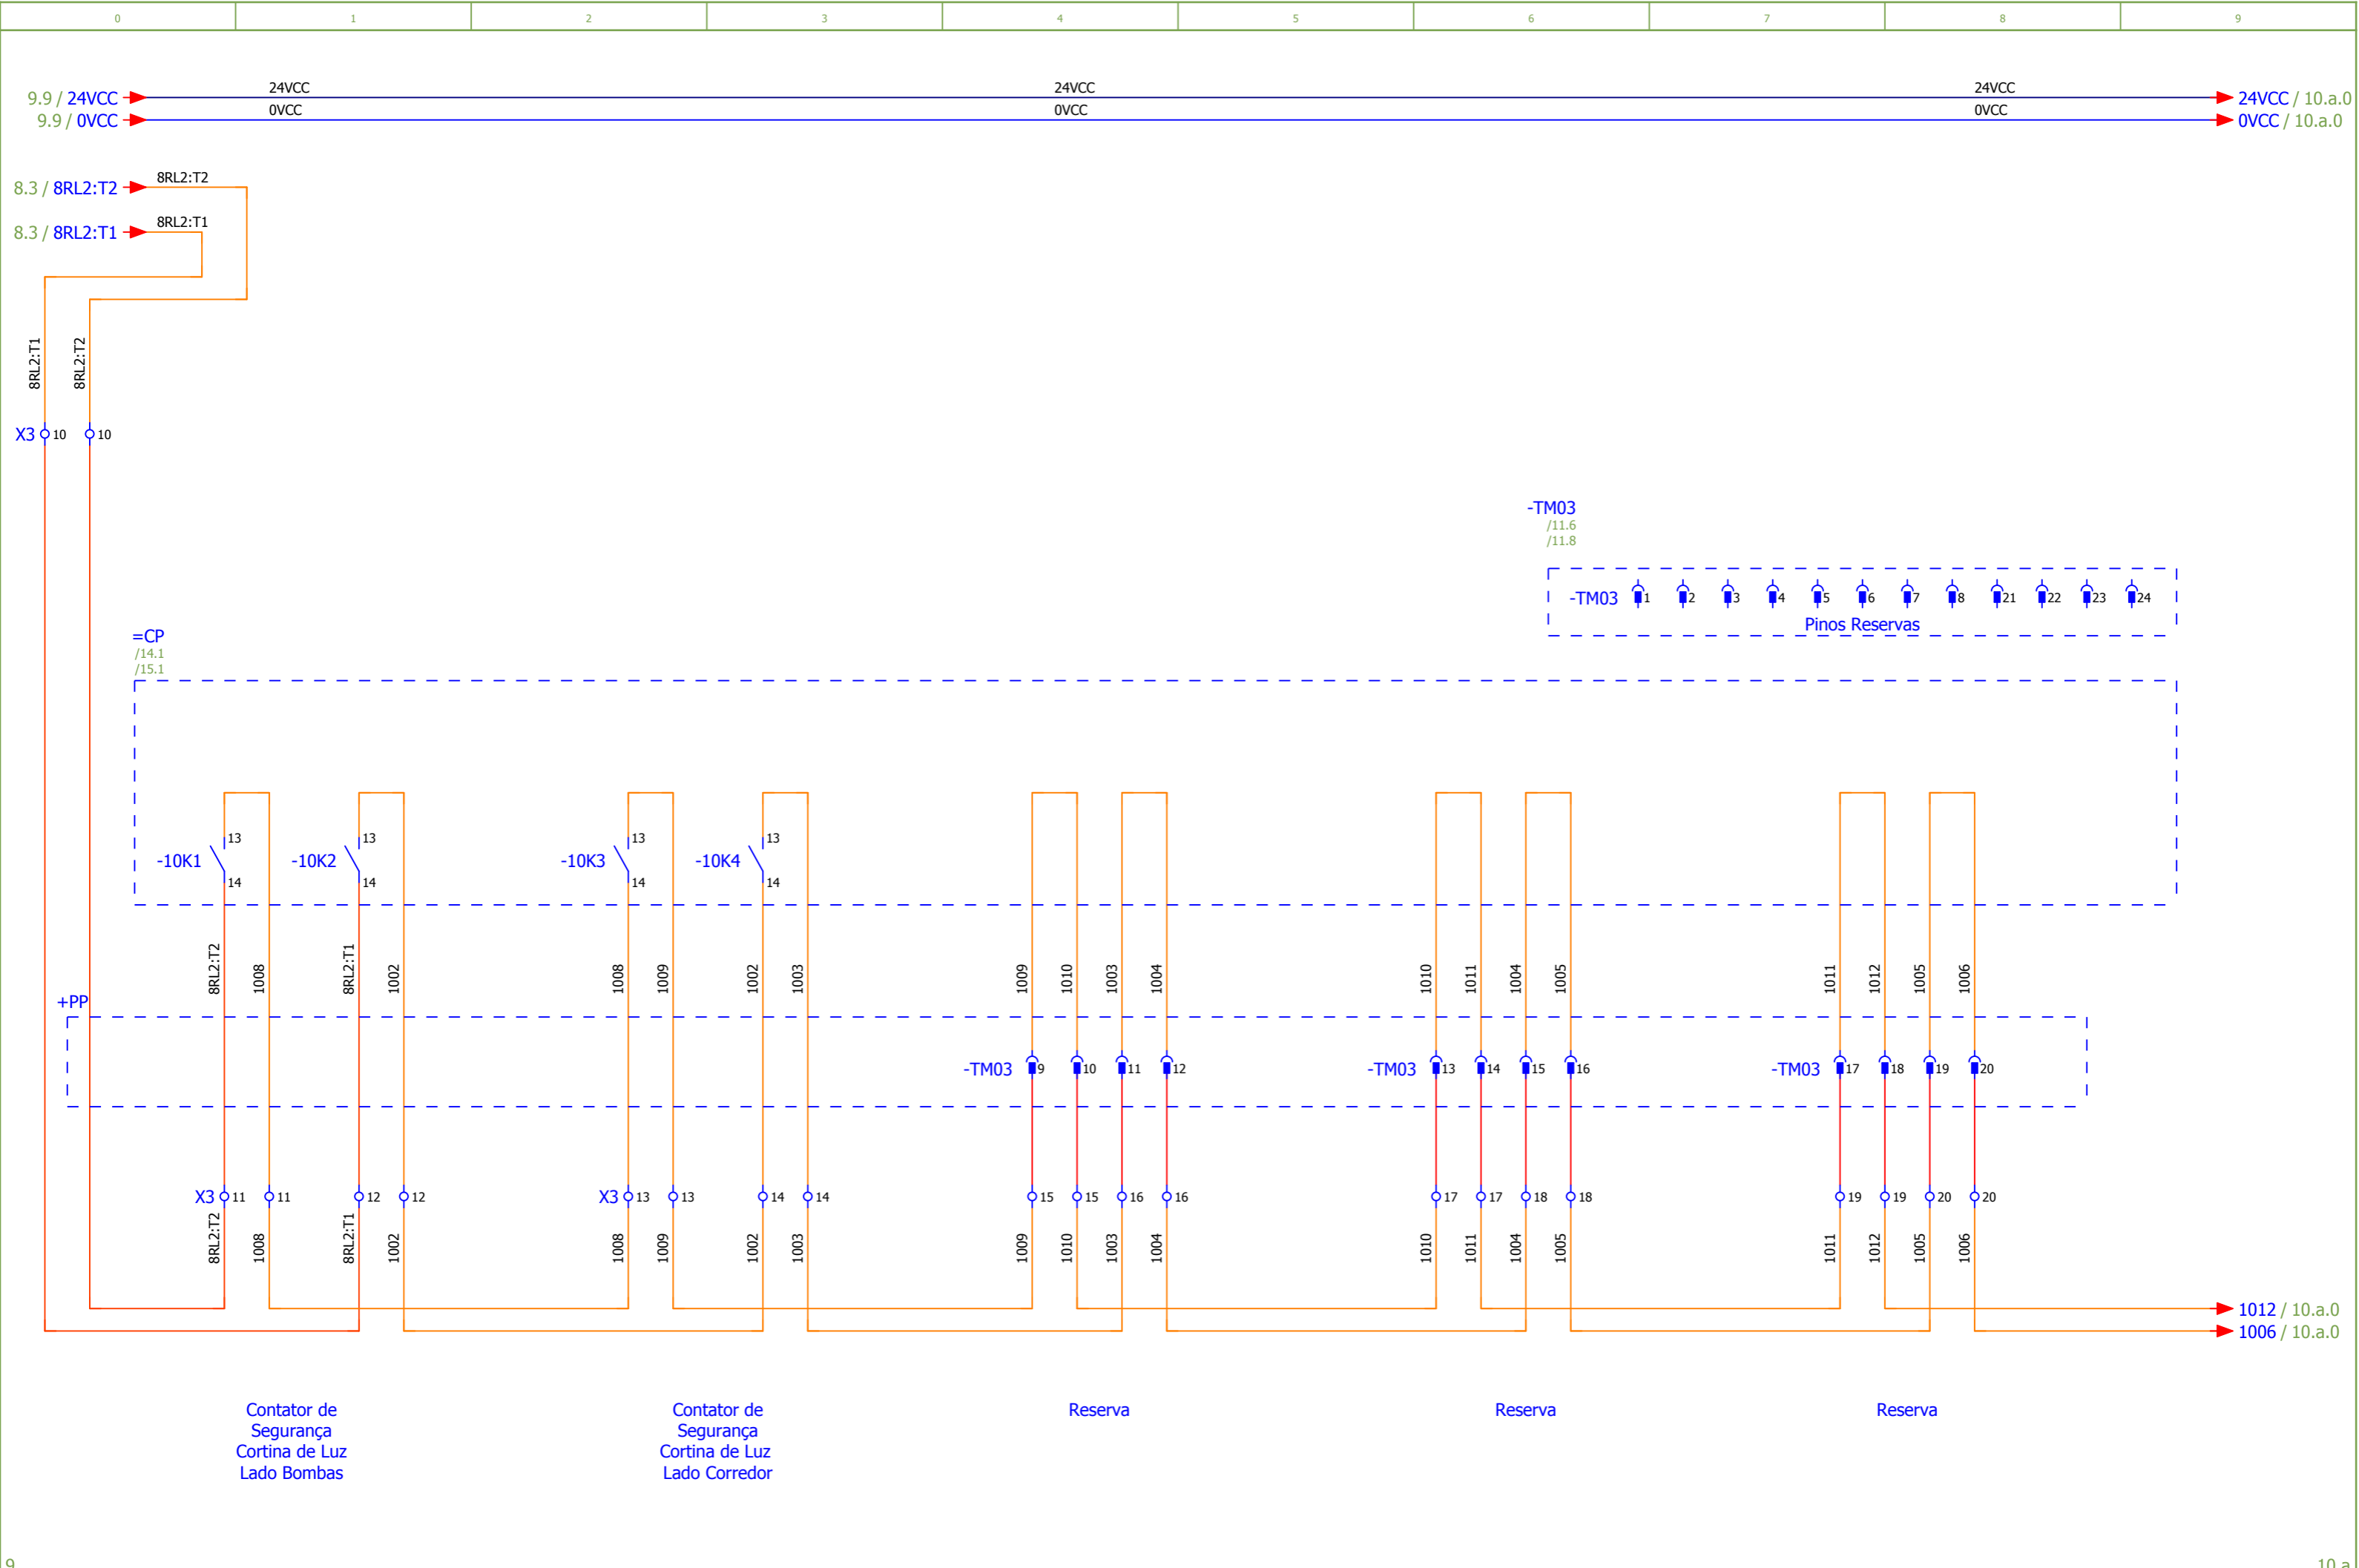 0 1 2 3 4 5 6 7 8 9
24VCC 24VCC 24VCC
9.9 / 24VCC 24VCC / 10.a.0
0VCC 0VCC 0VCC
9.9 / 0VCC 0VCC / 10.a.0
8RL2:T2
8.3 / 8RL2:T2
8RL2:T1
8.3 / 8RL2:T1
8RL2:T1 8RL2:T2
X3 10 10
-TM03
/11.6
/11.8
-TM03 1 2 3 4 5 6 7 8 21 22 23 24
Pinos Reservas
=CP
/14.1
/15.1
13 13 13 13
-10K1 -10K2 -10K3 -10K4
14 14 14 14
8RL2:T2 1008 8RL2:T1 1002 1008 1009 1002 1003 1009 1010 1003 1004 1010 1011 1004 1005 1011 1012 1005 1006
+PP
-TM03 9 10 11 12 -TM03 13 14 15 16 -TM03 17 18 19 20
X3 11 11 12 12 X3 13 13 14 14 15 15 16 16 17 17 18 18 19 19 20 20
8RL2:T2 1008 8RL2:T1 1002 1008 1009 1002 1003 1009 1010 1003 1004 1010 1011 1004 1005 1011 1012 1005 1006
1012 / 10.a.0
1006 / 10.a.0
Contator de
Segurança
Cortina de Luz
Lado Bombas
Contator de
Segurança
Cortina de Luz
Lado Corredor
Reserva
Reserva
Reserva
9 10.a